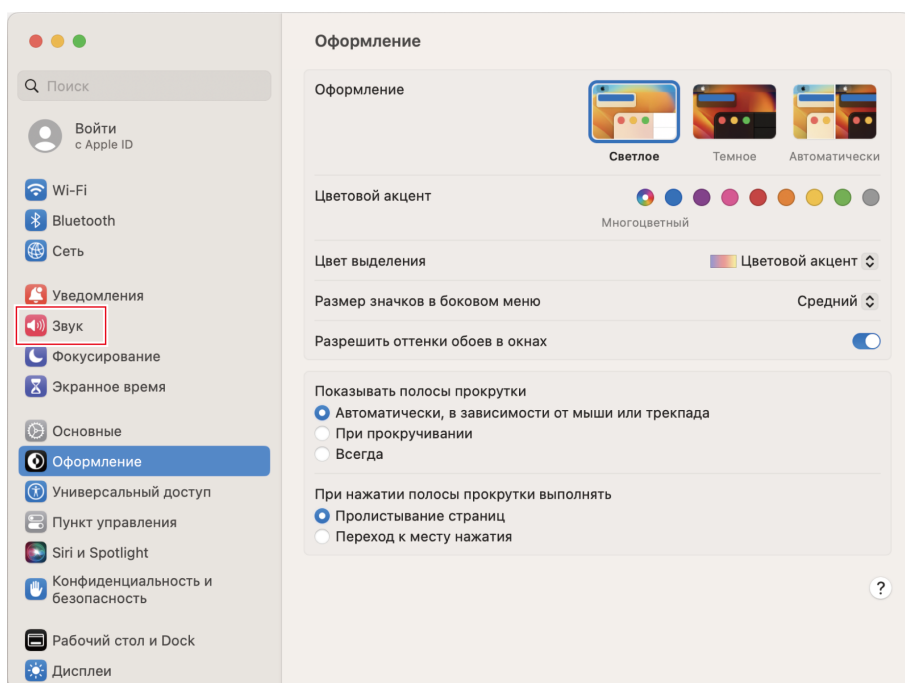 Поиск
Войти
с Apple ID
Wi-Fi
Bluetooth
Сеть
Уведомления
Звук
Фокусирование
Экранное время
Основные
Оформление
Универсальный доступ
Пункт управления
Siri и Spotlight
Конфиденциальность и
безопасность
Рабочий стол и Dock
Дисплеи
Оформление
Оформление
Светлое Темное Автоматически
Цветовой акцент
Многоцветный
Цвет выделения Цветовой акцент
Размер значков в боковом меню Средний
Разрешить оттенки обоев в окнах
Показывать полосы прокрутки
Автоматически, в зависимости от мыши или трекпада
При прокручивании
Всегда
При нажатии полосы прокрутки выполнять
Пролистывание страниц
Переход к месту нажатия
?